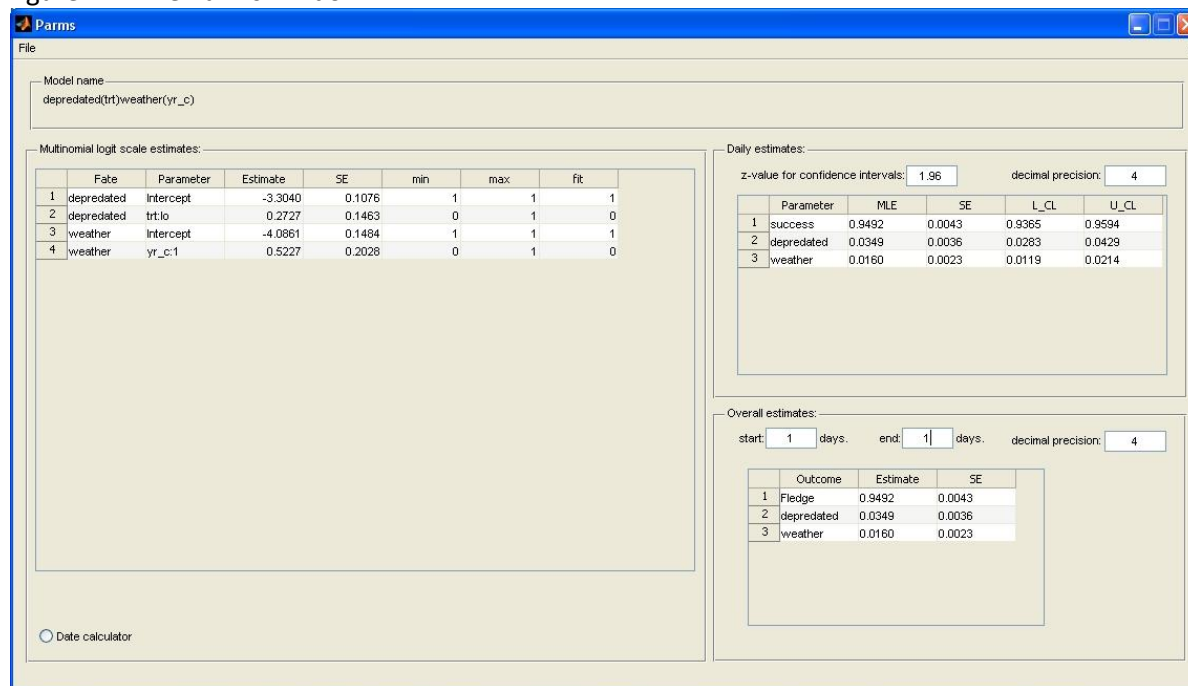 Parms
File
Model name
depredated(trt)weather(yr_c)
Multinomial logit scale estimates:
Fate Parameter Estimate SE min max fit
1 depredated Intercept -3.3040 0.1076 1 1 1
2 depredated trt:lo 0.2727 0.1463 0 1 0
3 weather Intercept -4.0861 0.1484 1 1 1
4 weather yr_c:1 0.5227 0.2028 0 1 0
Date calculator
Daily estimates:
z-value for confidence intervals: 1.96 decimal precision: 4
Parameter MLE SE L_CL U_CL
1 success 0.9492 0.0043 0.9365 0.9594
2 depredated 0.0349 0.0036 0.0283 0.0429
3 weather 0.0160 0.0023 0.0119 0.0214
Overall estimates:
start: 1 days. end: 1 days. decimal precision: 4
Outcome Estimate SE
1 Fledge 0.9492 0.0043
2 depredated 0.0349 0.0036
3 weather 0.0160 0.0023